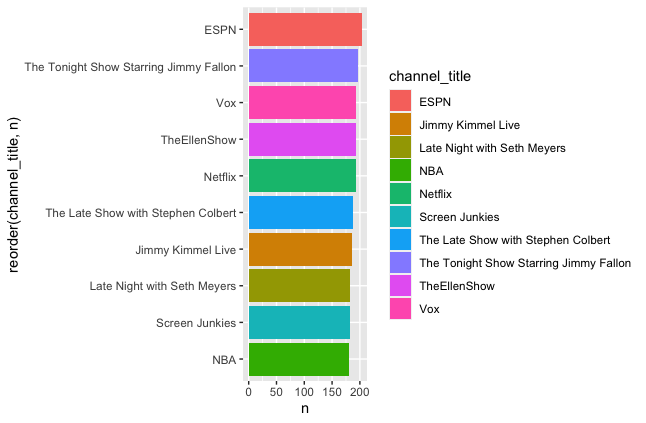 reorder(channel_title, n)
ESPN
The Tonight Show Starring Jimmy Fallon
Vox
TheEllenShow
Netflix
The Late Show with Stephen Colbert
Jimmy Kimmel Live
Late Night with Seth Meyers
Screen Junkies
NBA
0 50 100 150 200
n
channel_title
ESPN
Jimmy Kimmel Live
Late Night with Seth Meyers
NBA
Netflix
Screen Junkies
The Late Show with Stephen Colbert
The Tonight Show Starring Jimmy Fallon
TheEllenShow
Vox